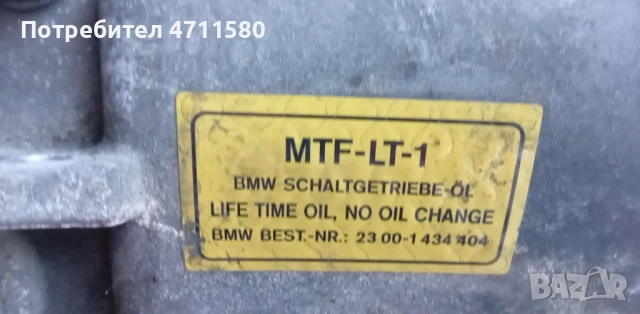 Потребител 4711580
MTF-LT-1
BMW SCHALTGETRIEBE-ÖL
LIFE TIME OIL, NO OIL CHANGE
BMW BEST.-NR.: 23 00-1 434 404
BAZAR